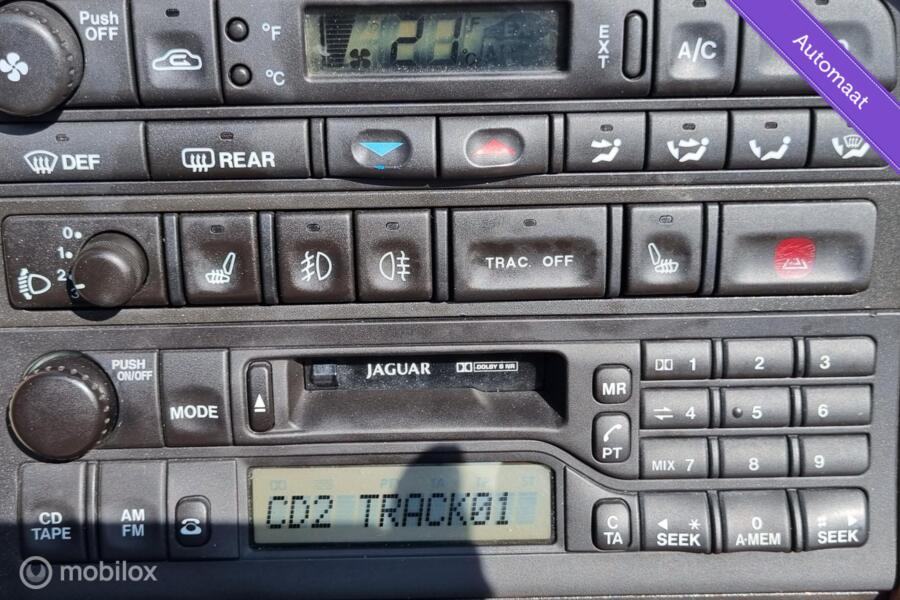 Push
OFF
°F
°C
23
°C
EXT
A/C
Automaat
DEF
REAR
0
1
2
3
TRAC. OFF
PUSH
ON/OFF
MODE
JAGUAR
DOLBY B NR
MR
PT
1
2
3
4
5
6
MIX 7
8
9
CD
TAPE
AM
FM
CD2 TRACK01
C
TA
*
SEEK
0
A·MEM
#
SEEK
mobilox